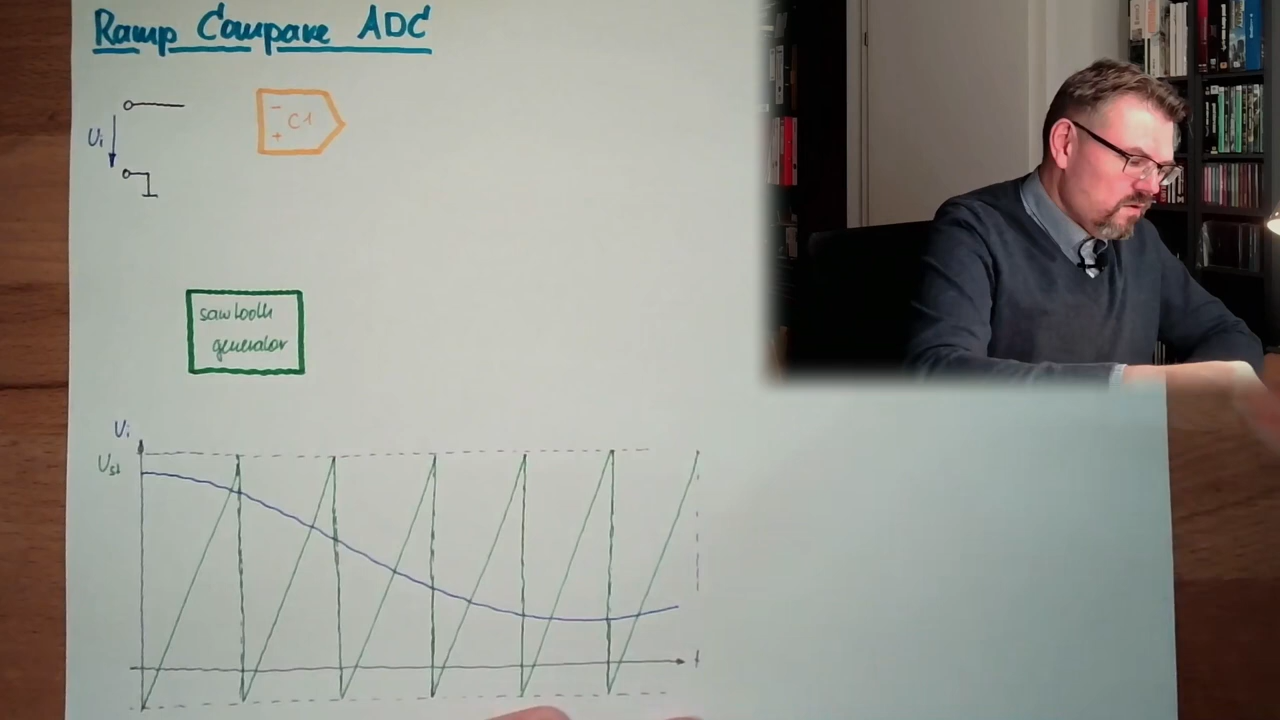 Ramp Compare ADC
Ui
-
C1
+
sawtooth
generator
Ui
Ust
t